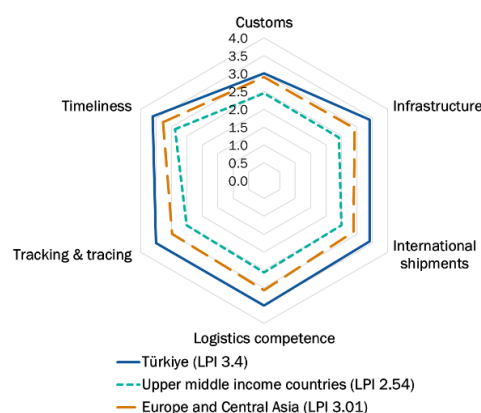 Customs
4.0
3.5
3.0
2.5
2.0
1.5
1.0
0.5
0.0
Timeliness
Infrastructure
Tracking & tracing
International
shipments
Logistics competence
Türkiye (LPI 3.4)
Upper middle income countries (LPI 2.54)
Europe and Central Asia (LPI 3.01)